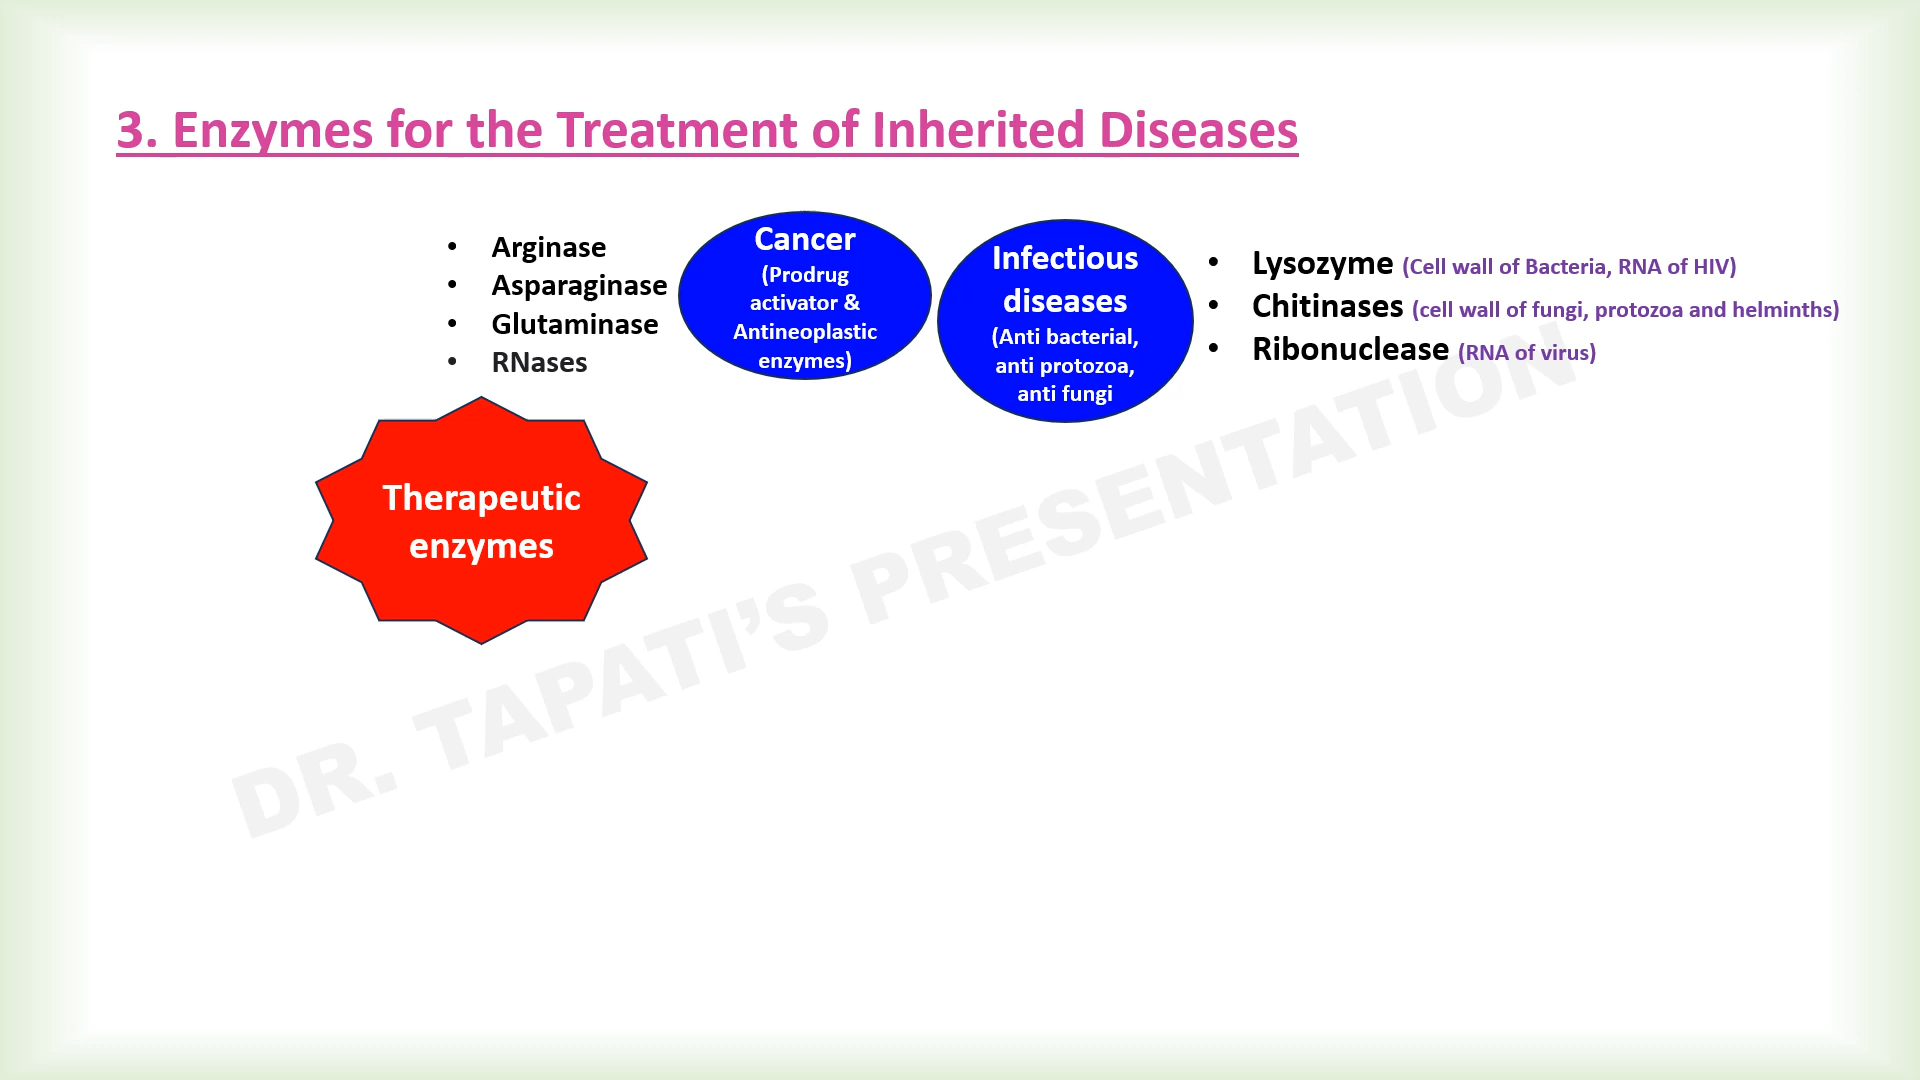 3. Enzymes for the Treatment of Inherited Diseases
• Arginase
• Asparaginase
• Glutaminase
• RNases
Cancer
(Prodrug
activator &
Antineoplastic
enzymes)
Infectious
diseases
(Anti bacterial,
anti protozoa,
anti fungi
• Lysozyme (Cell wall of Bacteria, RNA of HIV)
• Chitinases (cell wall of fungi, protozoa and helminths)
• Ribonuclease (RNA of virus)
Therapeutic
enzymes
DR. TAPATI’S PRESENTATION